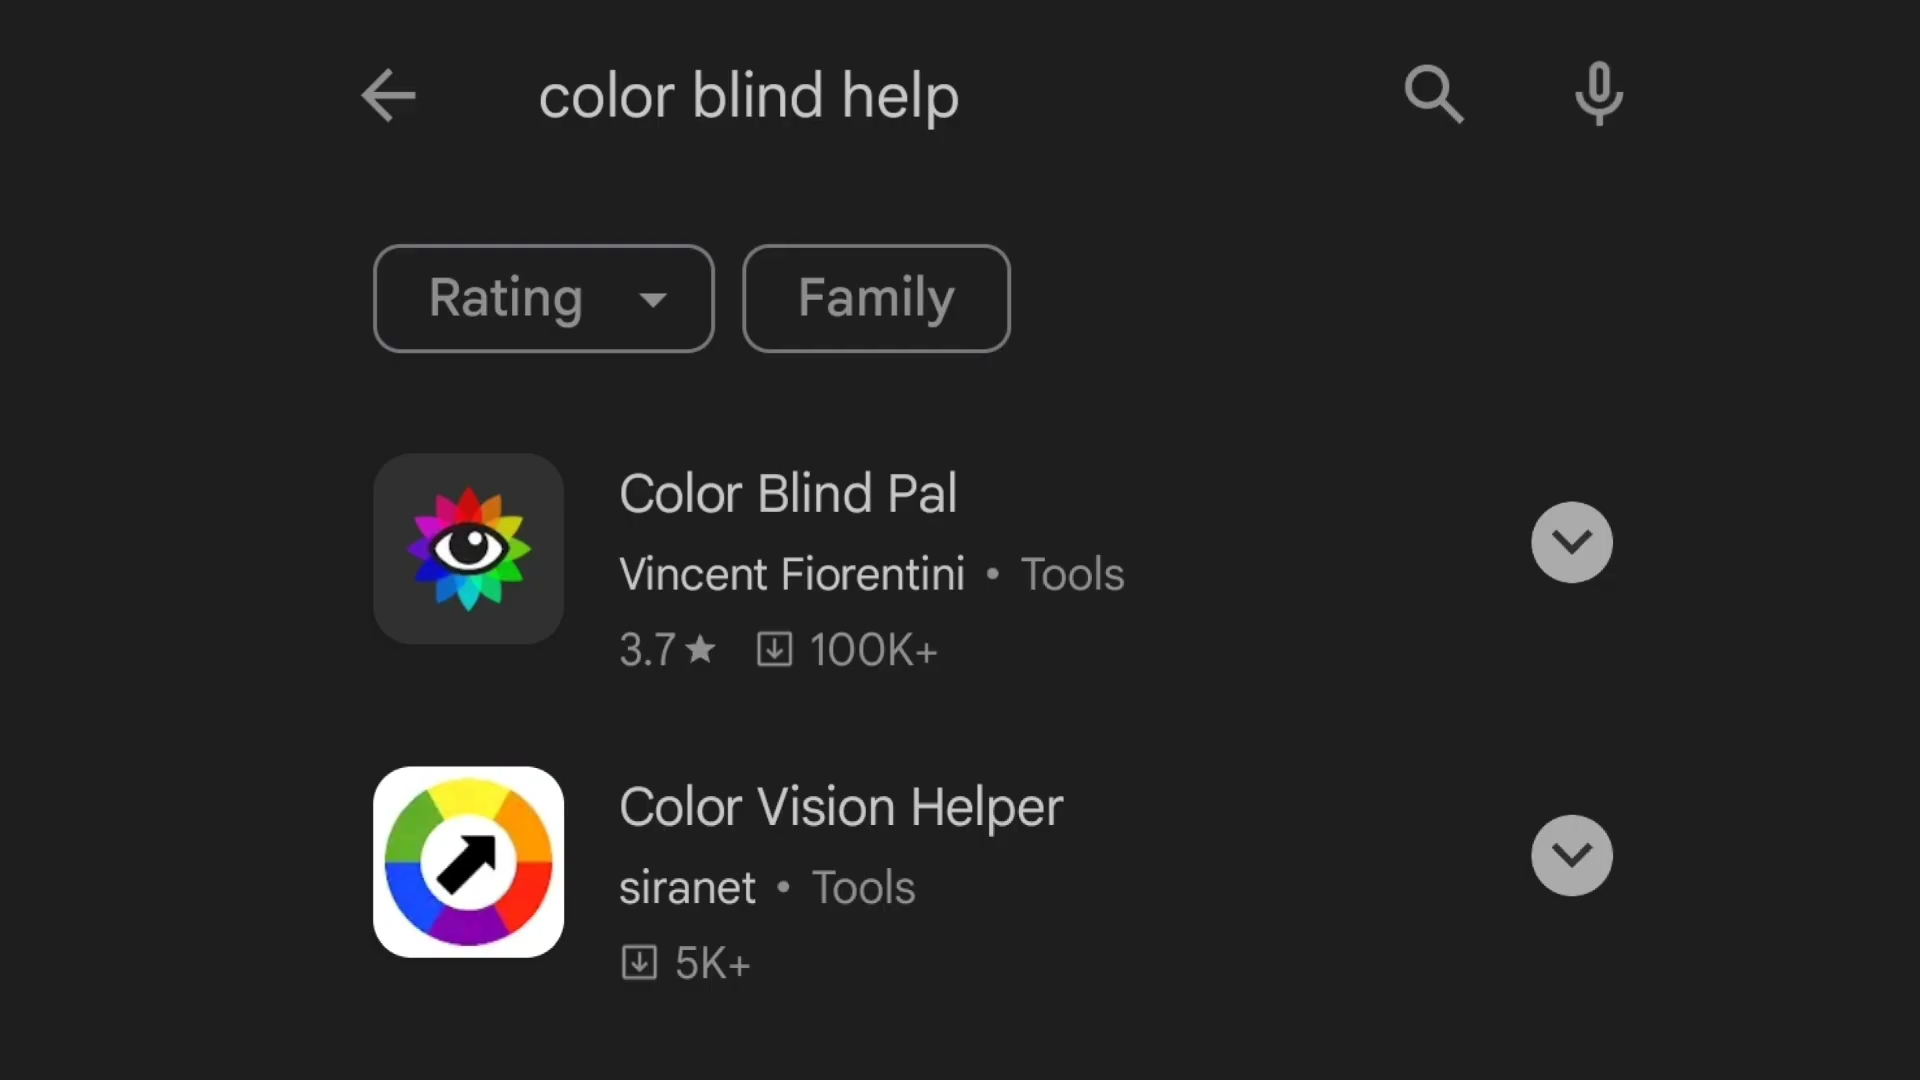 color blind help
Rating
Family
Color Blind Pal
Vincent Fiorentini • Tools
3.7★ 100K+
Color Vision Helper
siranet • Tools
5K+